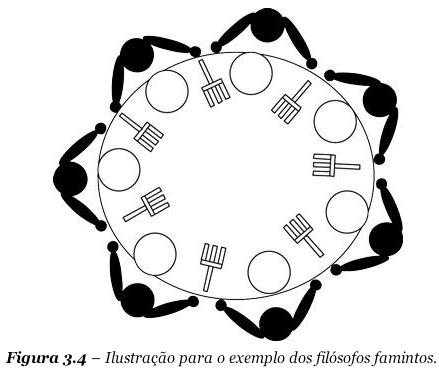 Figura 3.4 – Ilustração para o exemplo dos filósofos famintos.